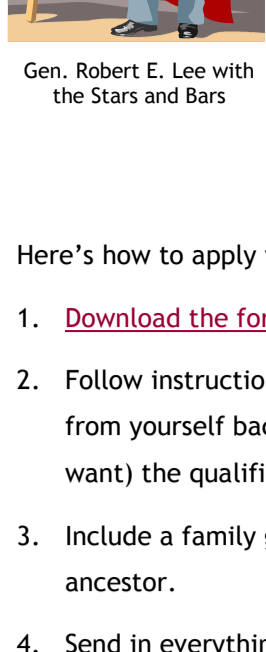 Gen. Robert E. Lee with
the Stars and Bars
Here's how to apply
1. Download the
2. Follow
from yourself
want) the
3. Include a family
ancestor.
4. Send in